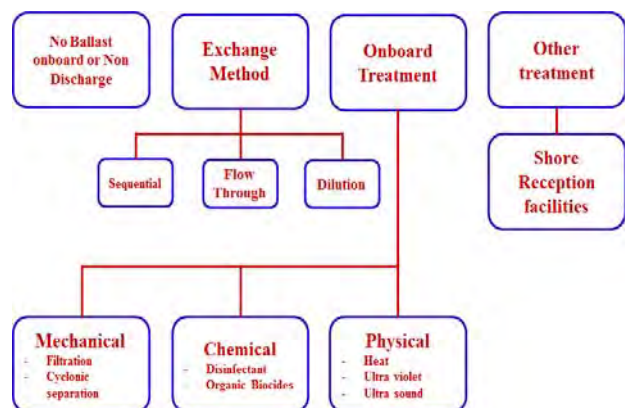 No Ballast
onboard or Non
Discharge
Exchange
Method
Onboard
Treatment
Other
treatment
Sequential
Flow
Through
Dilution
Shore
Reception
facilities
Mechanical
- Filtration
- Cyclonic
separation
Chemical
- Disinfectant
- Organic Biocides
Physical
- Heat
- Ultra violet
- Ultra sound